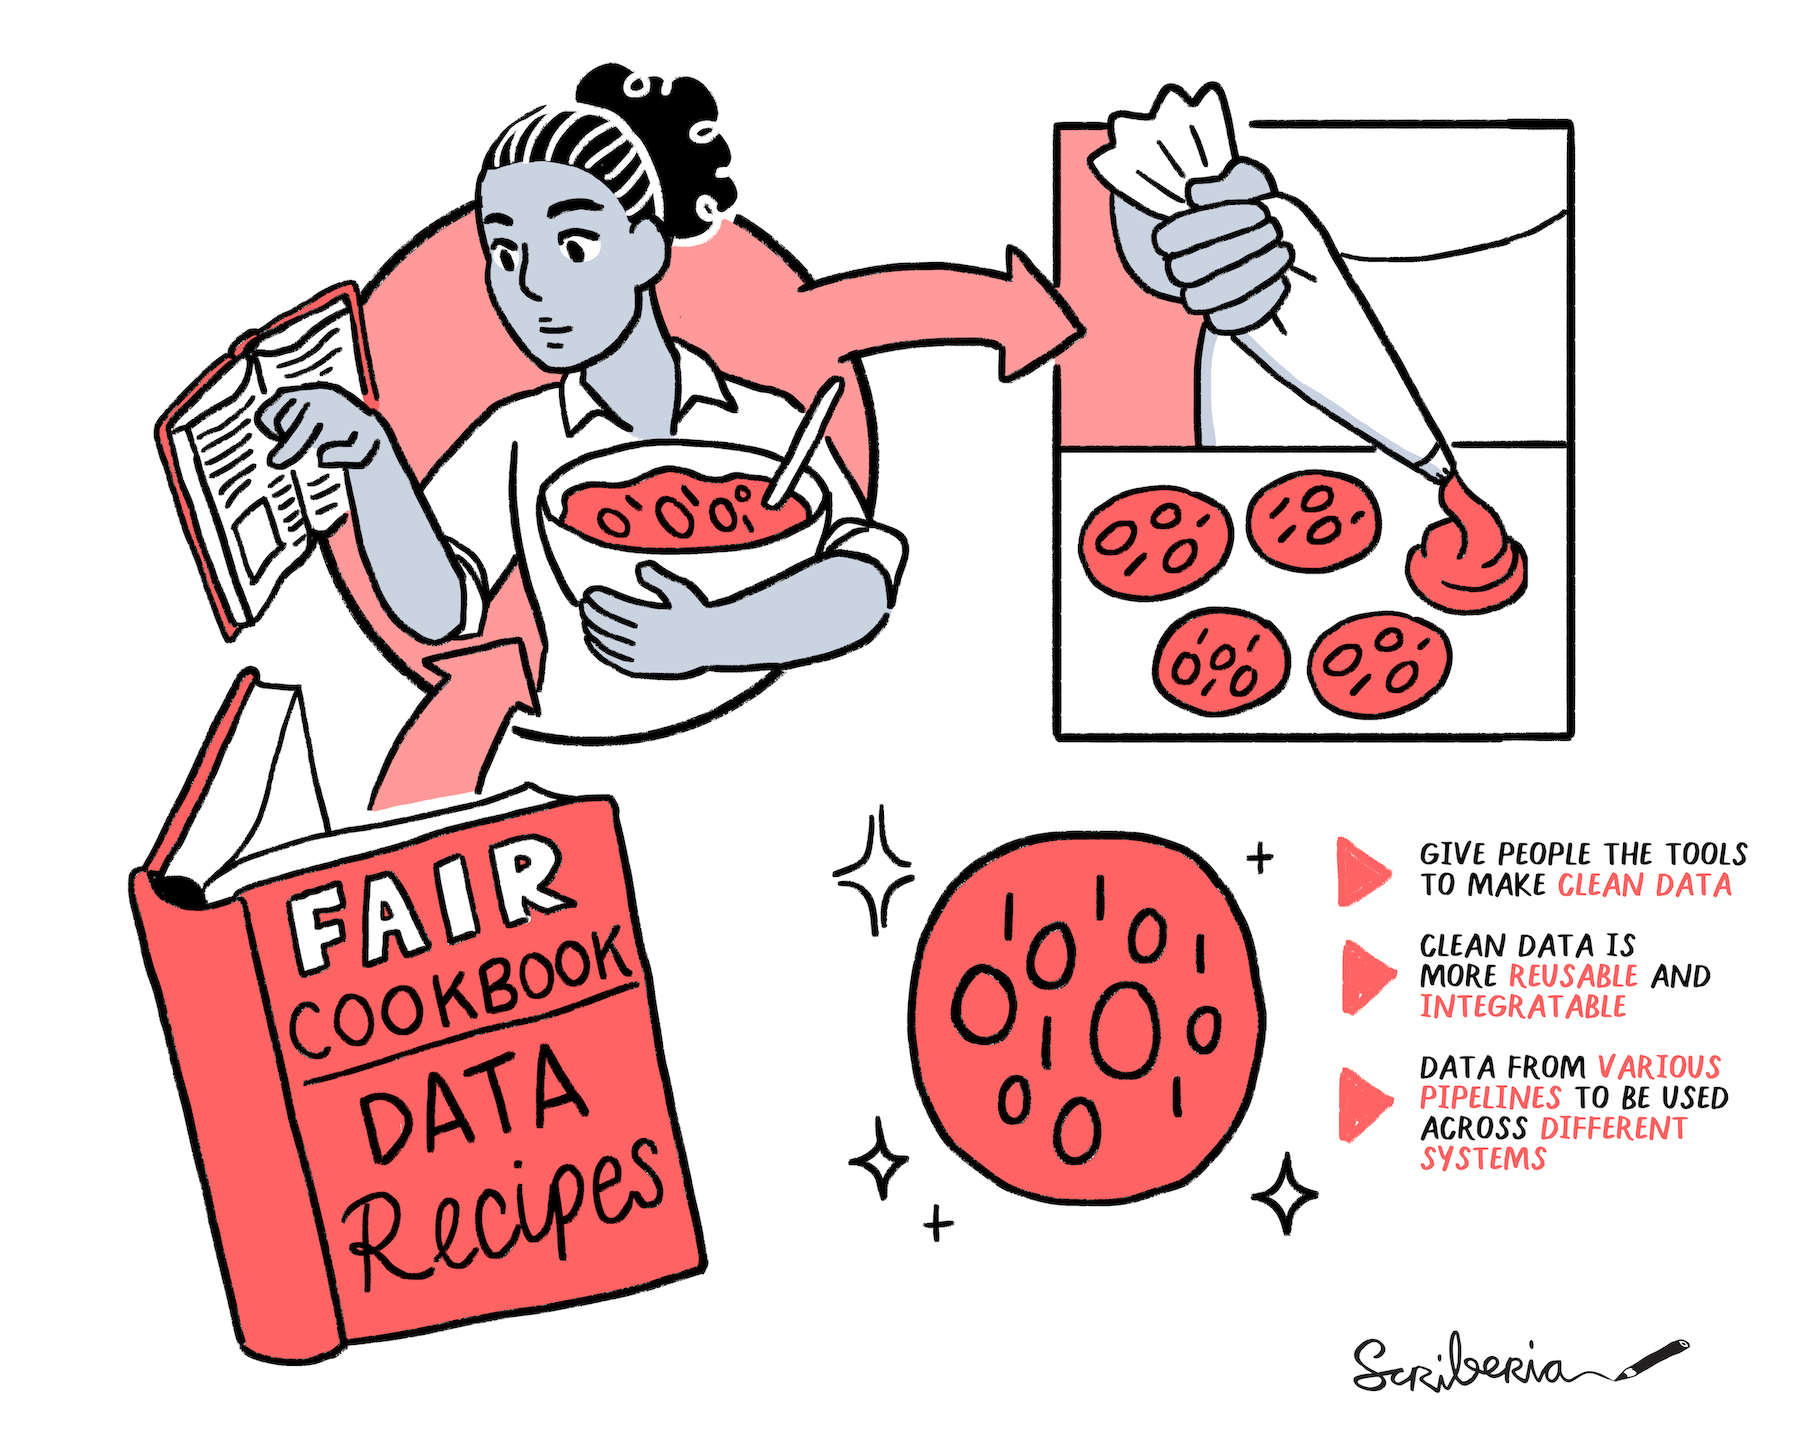 FAIR
COOKBOOK
DATA
Recipes
GIVE PEOPLE THE TOOLS
TO MAKE CLEAN DATA
CLEAN DATA IS
MORE REUSABLE AND
INTEGRATABLE
DATA FROM VARIOUS
PIPELINES TO BE USED
ACROSS DIFFERENT
SYSTEMS
Scriberia